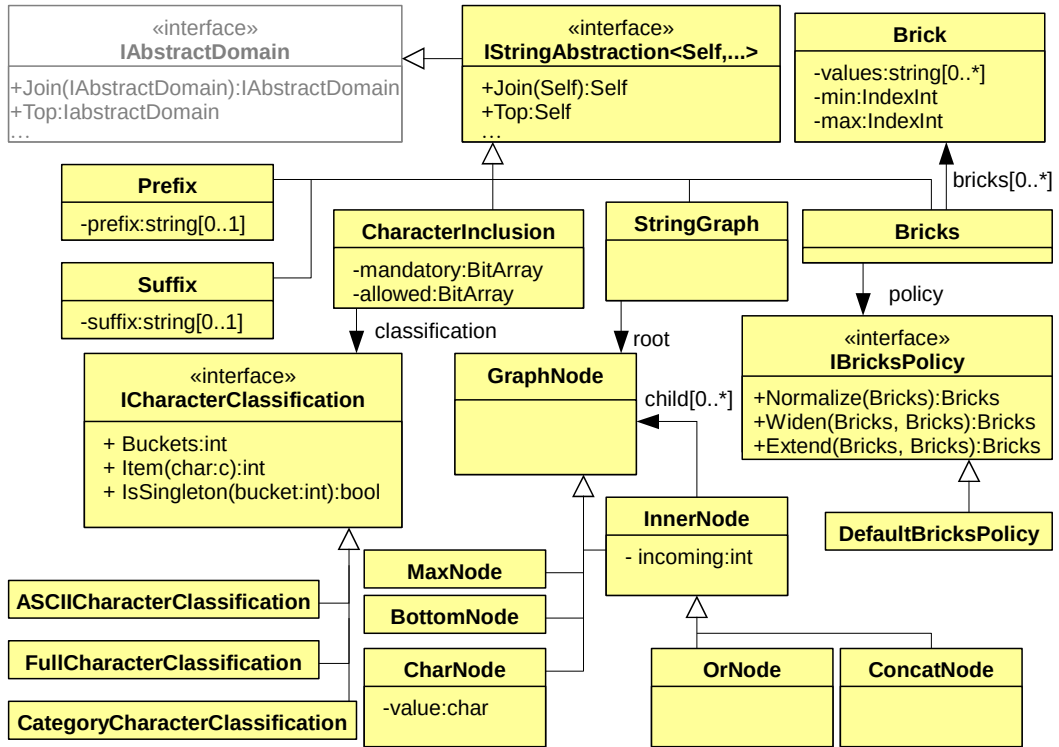 «interface»
IAbstractDomain
+Join(IAbstractDomain):IAbstractDomain
+Top:IabstractDomain
...
«interface»
IStringAbstraction<Self,...>
+Join(Self):Self
+Top:Self
...
Brick
-values:string[0..*]
-min:IndexInt
-max:IndexInt
bricks[0..*]
Prefix
-prefix:string[0..1]
Suffix
-suffix:string[0..1]
CharacterInclusion
-mandatory:BitArray
-allowed:BitArray
StringGraph
Bricks
classification
root
policy
«interface»
ICharacterClassification
+ Buckets:int
+ Item(char:c):int
+ IsSingleton(bucket:int):bool
GraphNode
child[0..*]
«interface»
IBricksPolicy
+Normalize(Bricks):Bricks
+Widen(Bricks, Bricks):Bricks
+Extend(Bricks, Bricks):Bricks
InnerNode
- incoming:int
DefaultBricksPolicy
ASCIICharacterClassification
FullCharacterClassification
CategoryCharacterClassification
MaxNode
BottomNode
CharNode
-value:char
OrNode
ConcatNode